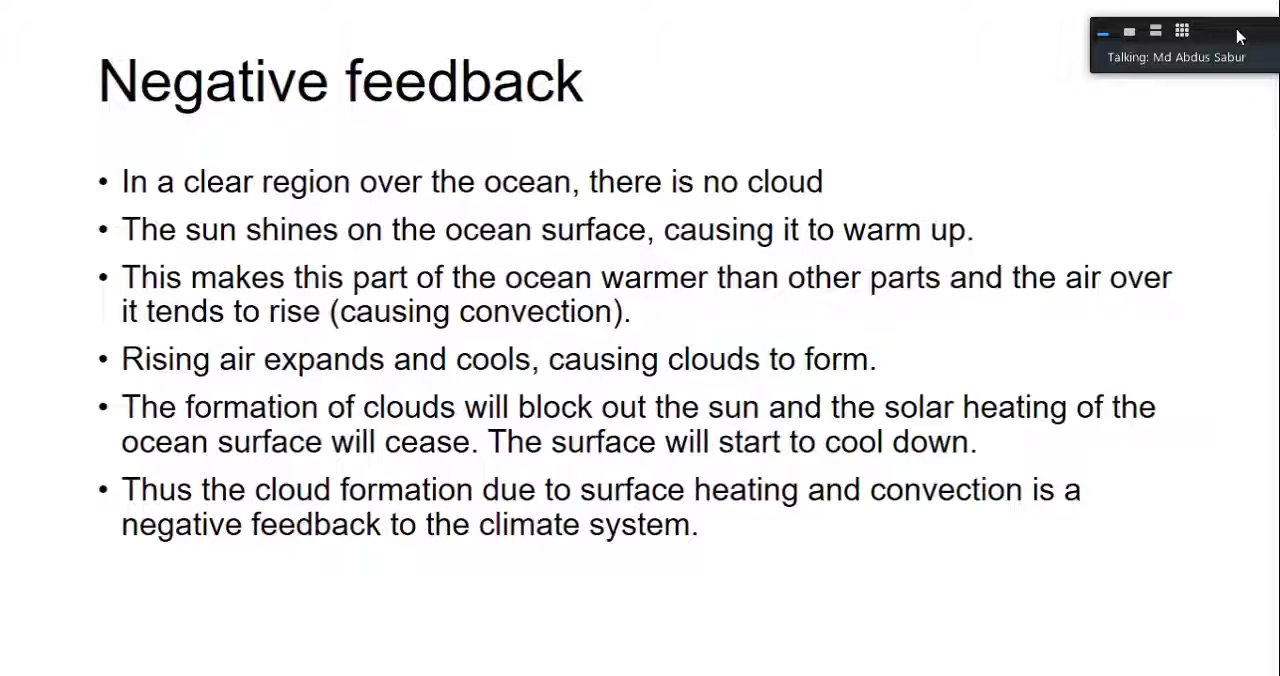 Negative feedback
Talking: Md Abdus Sabur
• In a clear region over the ocean, there is no cloud
• The sun shines on the ocean surface, causing it to warm up.
• This makes this part of the ocean warmer than other parts and the air over
it tends to rise (causing convection).
• Rising air expands and cools, causing clouds to form.
• The formation of clouds will block out the sun and the solar heating of the
ocean surface will cease. The surface will start to cool down.
• Thus the cloud formation due to surface heating and convection is a
negative feedback to the climate system.